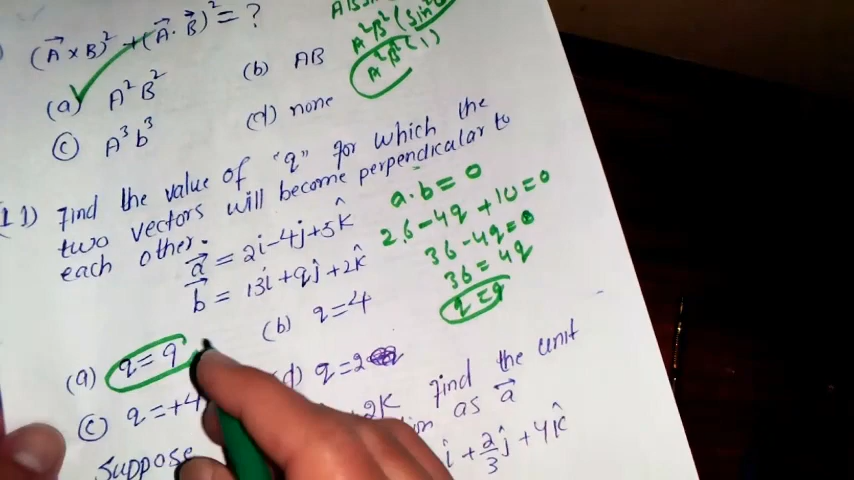 (A⃗ × B)² + (A⃗ · B⃗)² = ?
(a) A²B² (b) AB
(c) A³b³ (d) none
A²B² (Sin²
A²B² (1)
11) Find the value of "q" for which the
two vectors will become perpendicular to
each other.
a⃗ = 2i - 4j + 5k̂
b⃗ = 13i + qj + 2k̂
(a) q = 9 (b) q = 4
(c) q = +4 (d) q = 2
a.b = 0
26 - 4q + 10 = 0
36 - 4q = 0
36 = 4q
q = 9
Suppose 2k find the unit
as a⃗
i + 2/3 ĵ + 4k̂